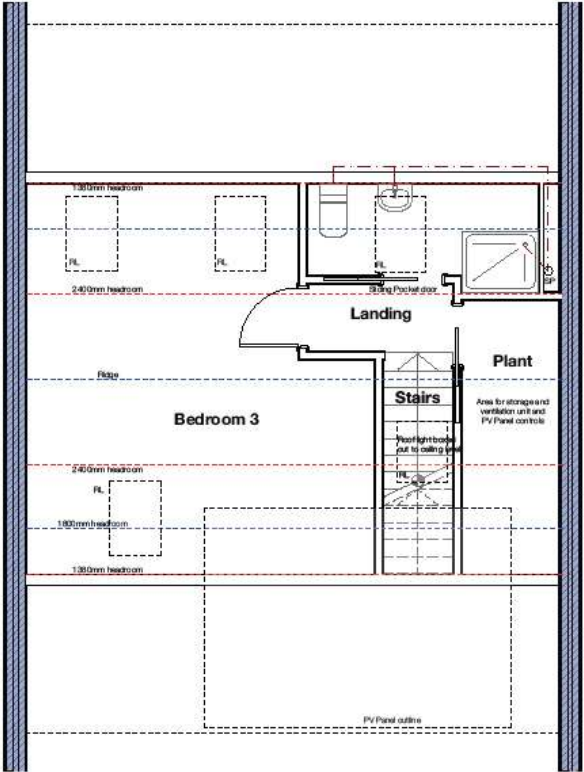 1380mm headroom
RL
RL
RL
SP
2400mm headroom
Sliding Pocket door
Landing
Plant
Ridge
Stairs
Area for storage and
ventilation unit and
PV Panel controls
Bedroom 3
Rooflight boxed
out to ceiling level
2400mm headroom
RL
RL
1800mm headroom
1380mm headroom
PV Panel outline